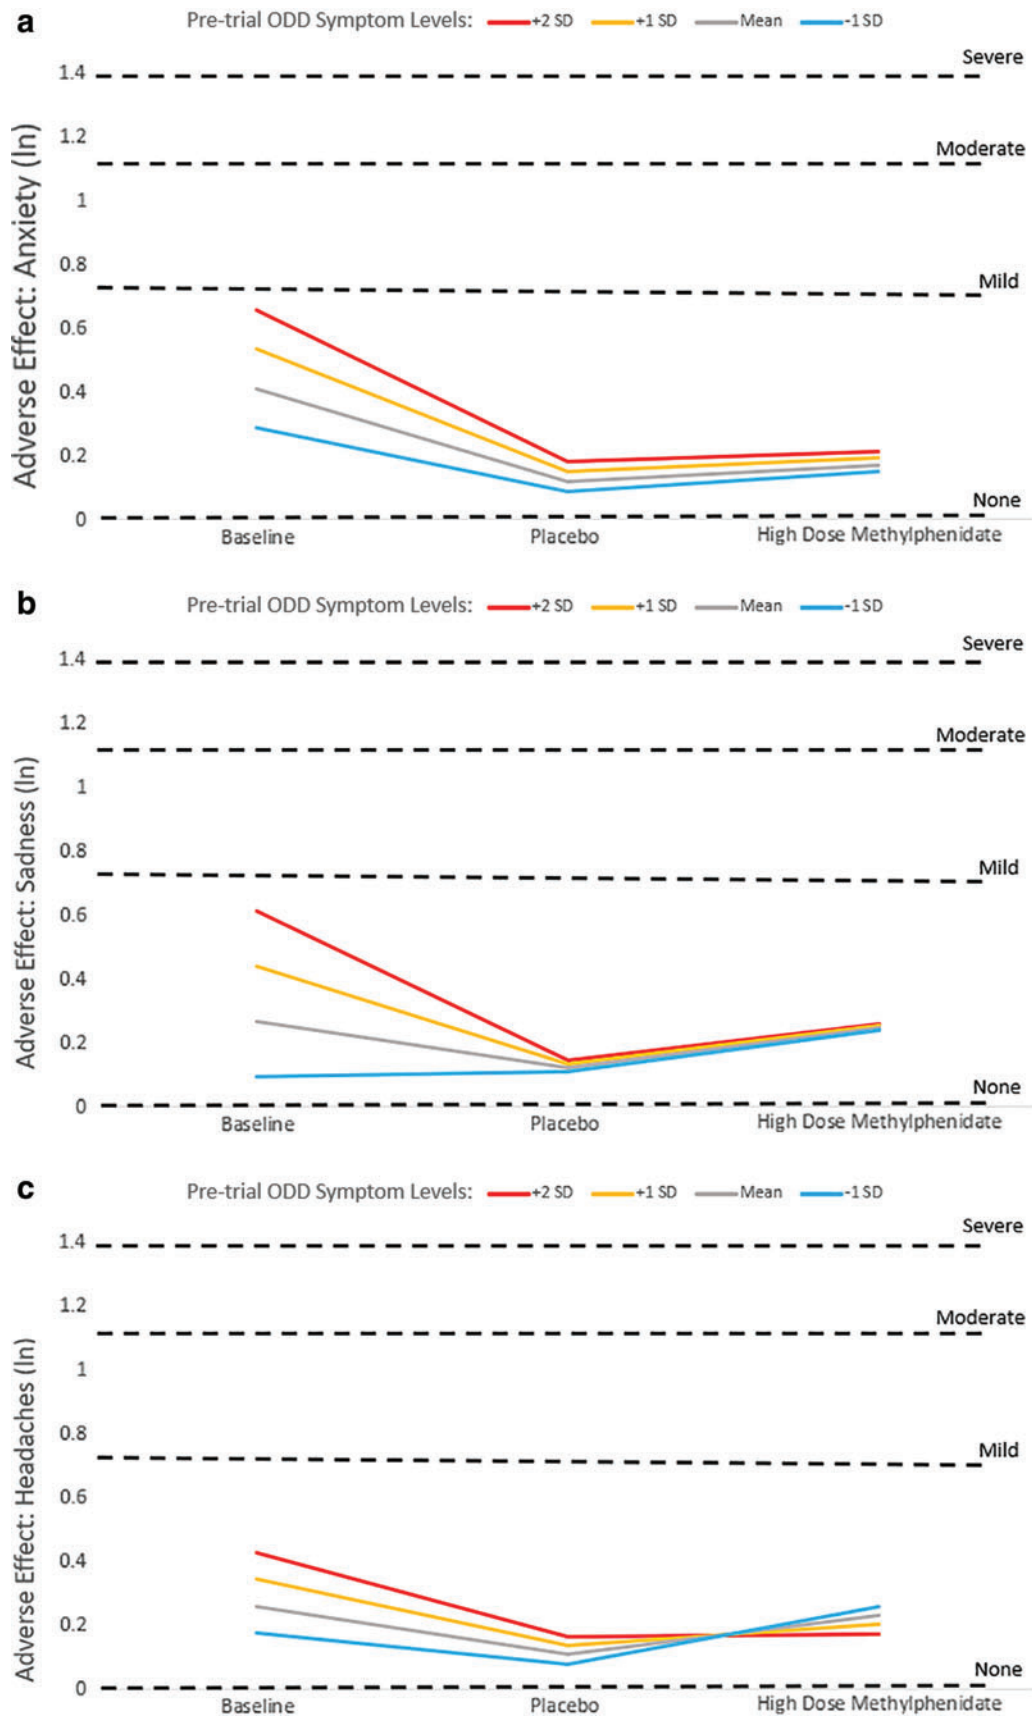 a
Pre-trial ODD Symptom Levels: +2 SD +1 SD Mean -1 SD
Severe
1.4
1.2
Moderate
1
0.8
Mild
0.6
0.4
0.2
None
0
Baseline Placebo High Dose Methylphenidate
Adverse Effect: Anxiety (ln)
b
Pre-trial ODD Symptom Levels: +2 SD +1 SD Mean -1 SD
Severe
1.4
1.2
Moderate
1
0.8
Mild
0.6
0.4
0.2
None
0
Baseline Placebo High Dose Methylphenidate
Adverse Effect: Sadness (ln)
c
Pre-trial ODD Symptom Levels: +2 SD +1 SD Mean -1 SD
Severe
1.4
1.2
Moderate
1
0.8
Mild
0.6
0.4
0.2
None
0
Baseline Placebo High Dose Methylphenidate
Adverse Effect: Headaches (ln)